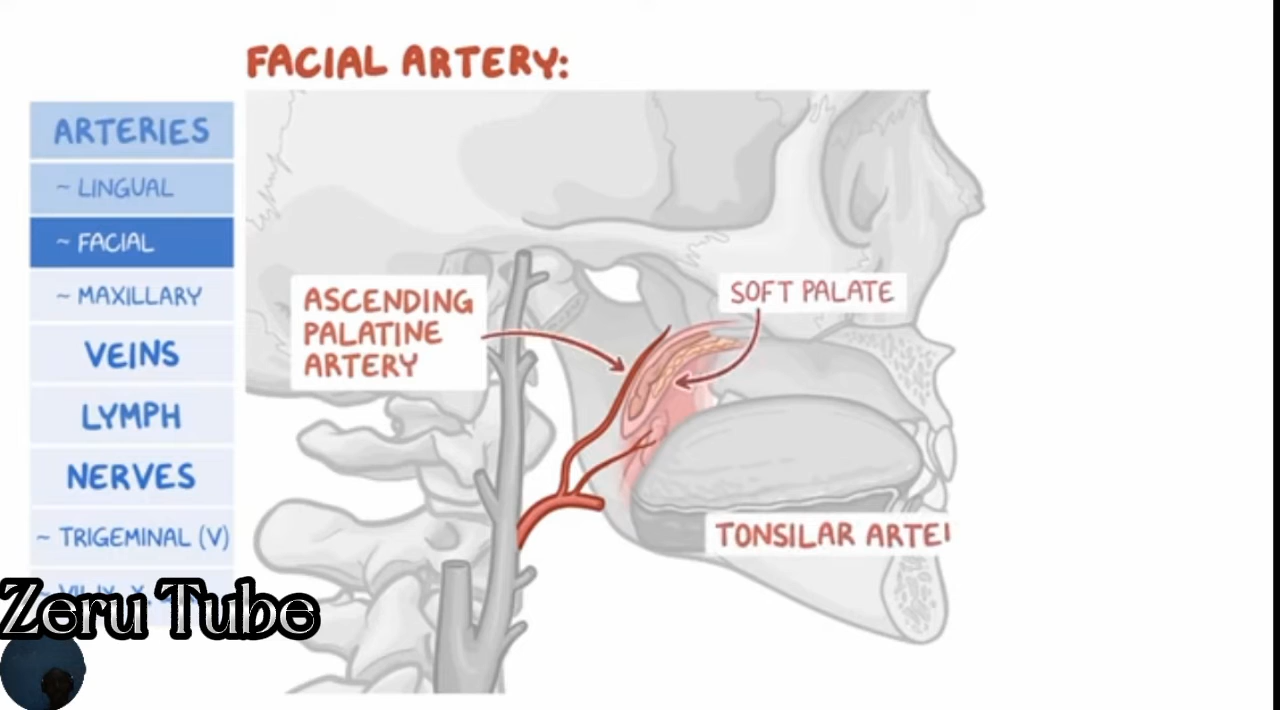 FACIAL ARTERY:
ARTERIES
~ LINGUAL
~ FACIAL
~ MAXILLARY
VEINS
LYMPH
NERVES
~ TRIGEMINAL (V)
ASCENDING
PALATINE
ARTERY
SOFT PALATE
TONSILAR ARTE
Zeru Tube